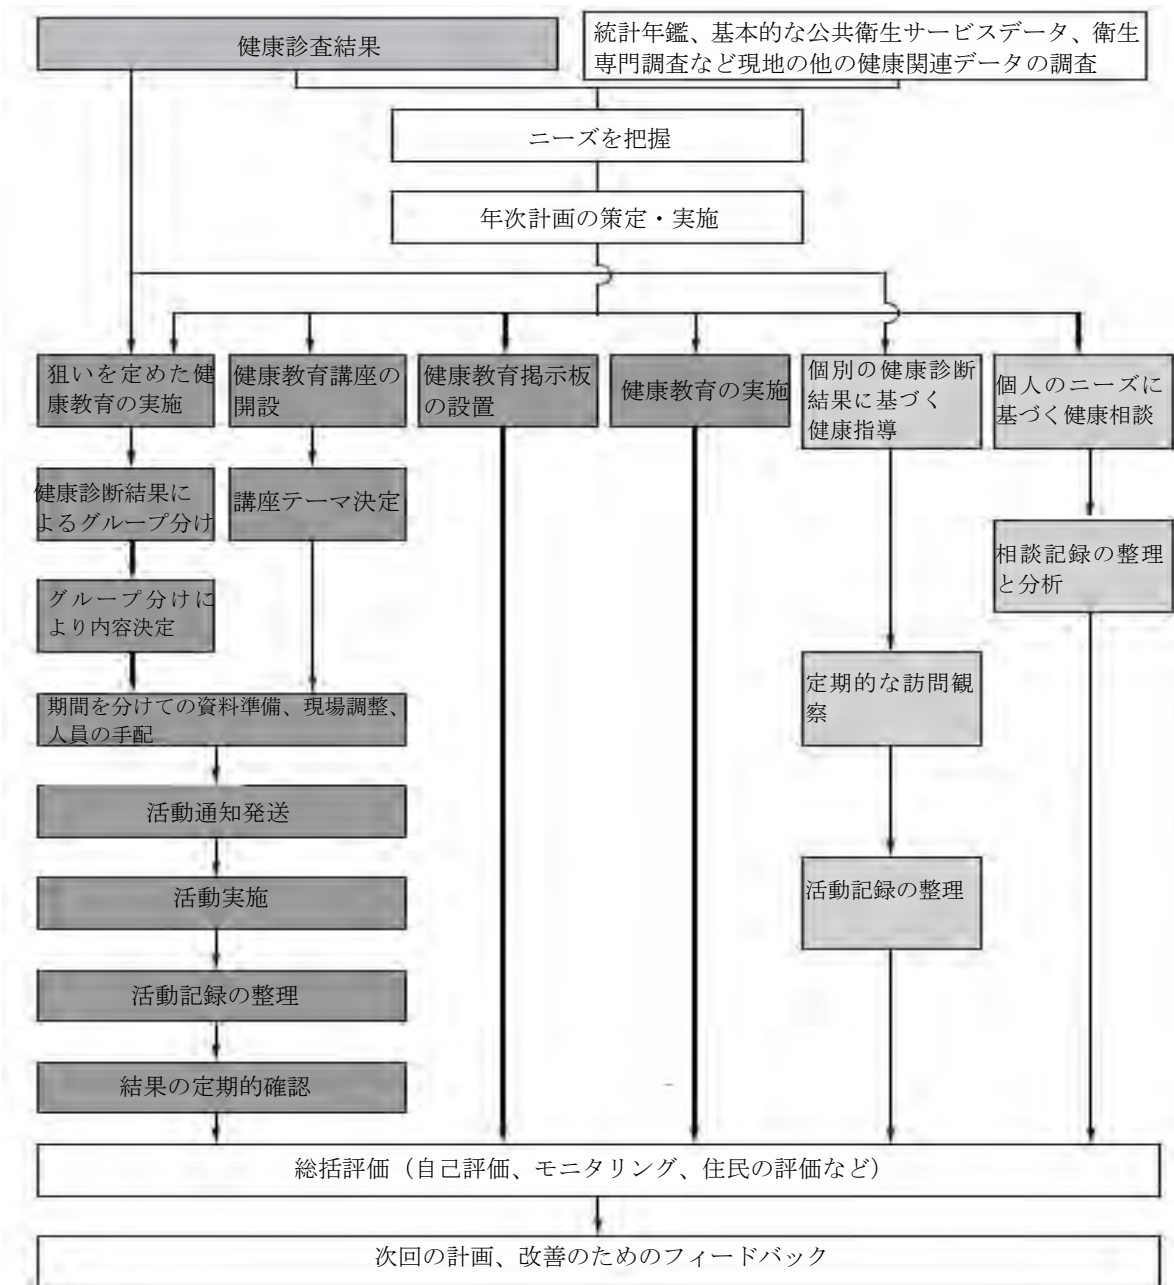 健康診査結果
統計年鑑、基本的な公共衛生サービスデータ、衛生
専門調査など現地の他の健康関連データの調査
ニーズを把握
年次計画の策定・実施
狙いを定めた健
康教育の実施
健康教育講座の
開設
健康教育掲示板
の設置
健康教育の実施
個別の健康診断
結果に基づく
健康指導
個人のニーズに
基づく健康相談
健康診断結果に
よるグループ分け
講座テーマ決定
相談記録の整理
と分析
グループ分けに
より内容決定
定期的な訪問観
察
期間を分けての資料準備、現場調整、
人員の手配
活動通知発送
活動実施
活動記録の整理
活動記録の整理
結果の定期的確認
総括評価（自己評価、モニタリング、住民の評価など）
次回の計画、改善のためのフィードバック